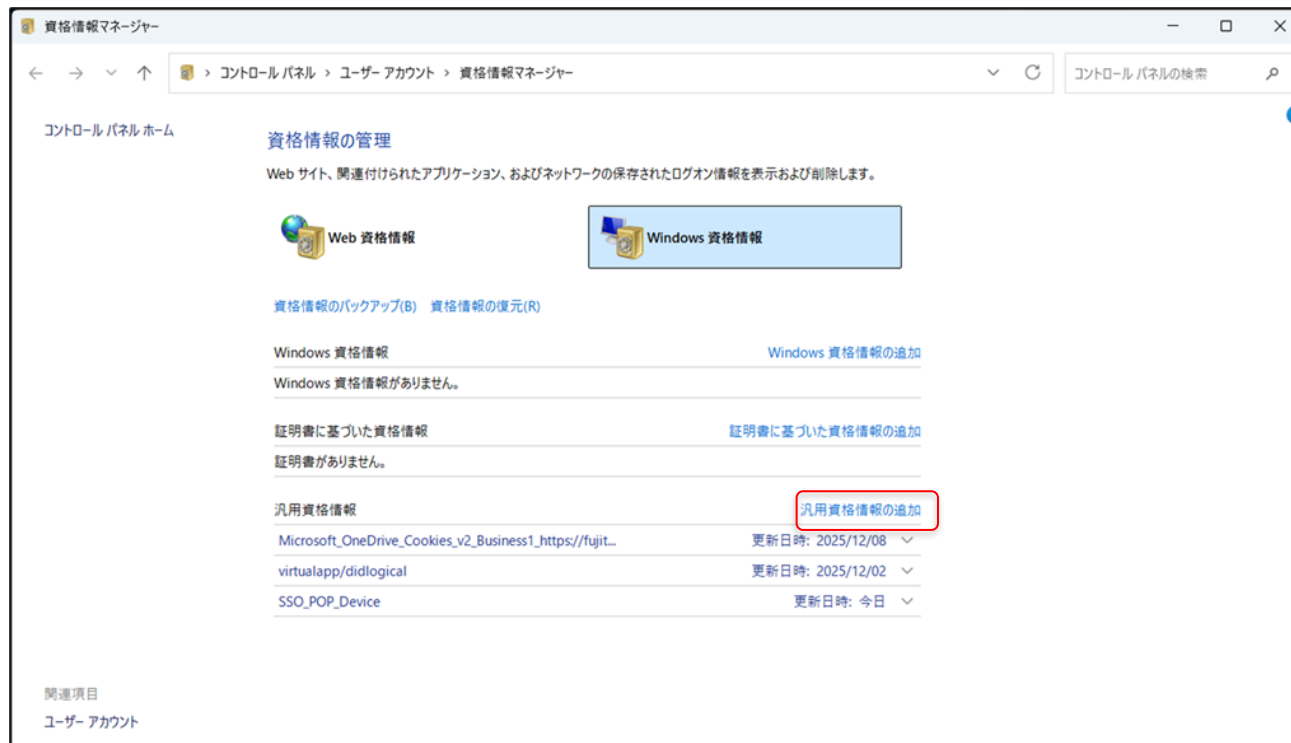 資格情報マネージャー
コントロール パネル › ユーザー アカウント › 資格情報マネージャー
コントロール パネルの検索
コントロール パネル ホーム
資格情報の管理
Web サイト、関連付けられたアプリケーション、およびネットワークの保存されたログオン情報を表示および削除します。
Web 資格情報
Windows 資格情報
資格情報のバックアップ(B) 資格情報の復元(R)
Windows 資格情報 Windows 資格情報の追加
Windows 資格情報がありません。
証明書に基づいた資格情報 証明書に基づいた資格情報の追加
証明書がありません。
汎用資格情報 汎用資格情報の追加
Microsoft_OneDrive_Cookies_v2_Business1_https://fujit... 更新日時: 2025/12/08
virtualapp/didlogical 更新日時: 2025/12/02
SSO_POP_Device 更新日時: 今日
関連項目
ユーザー アカウント